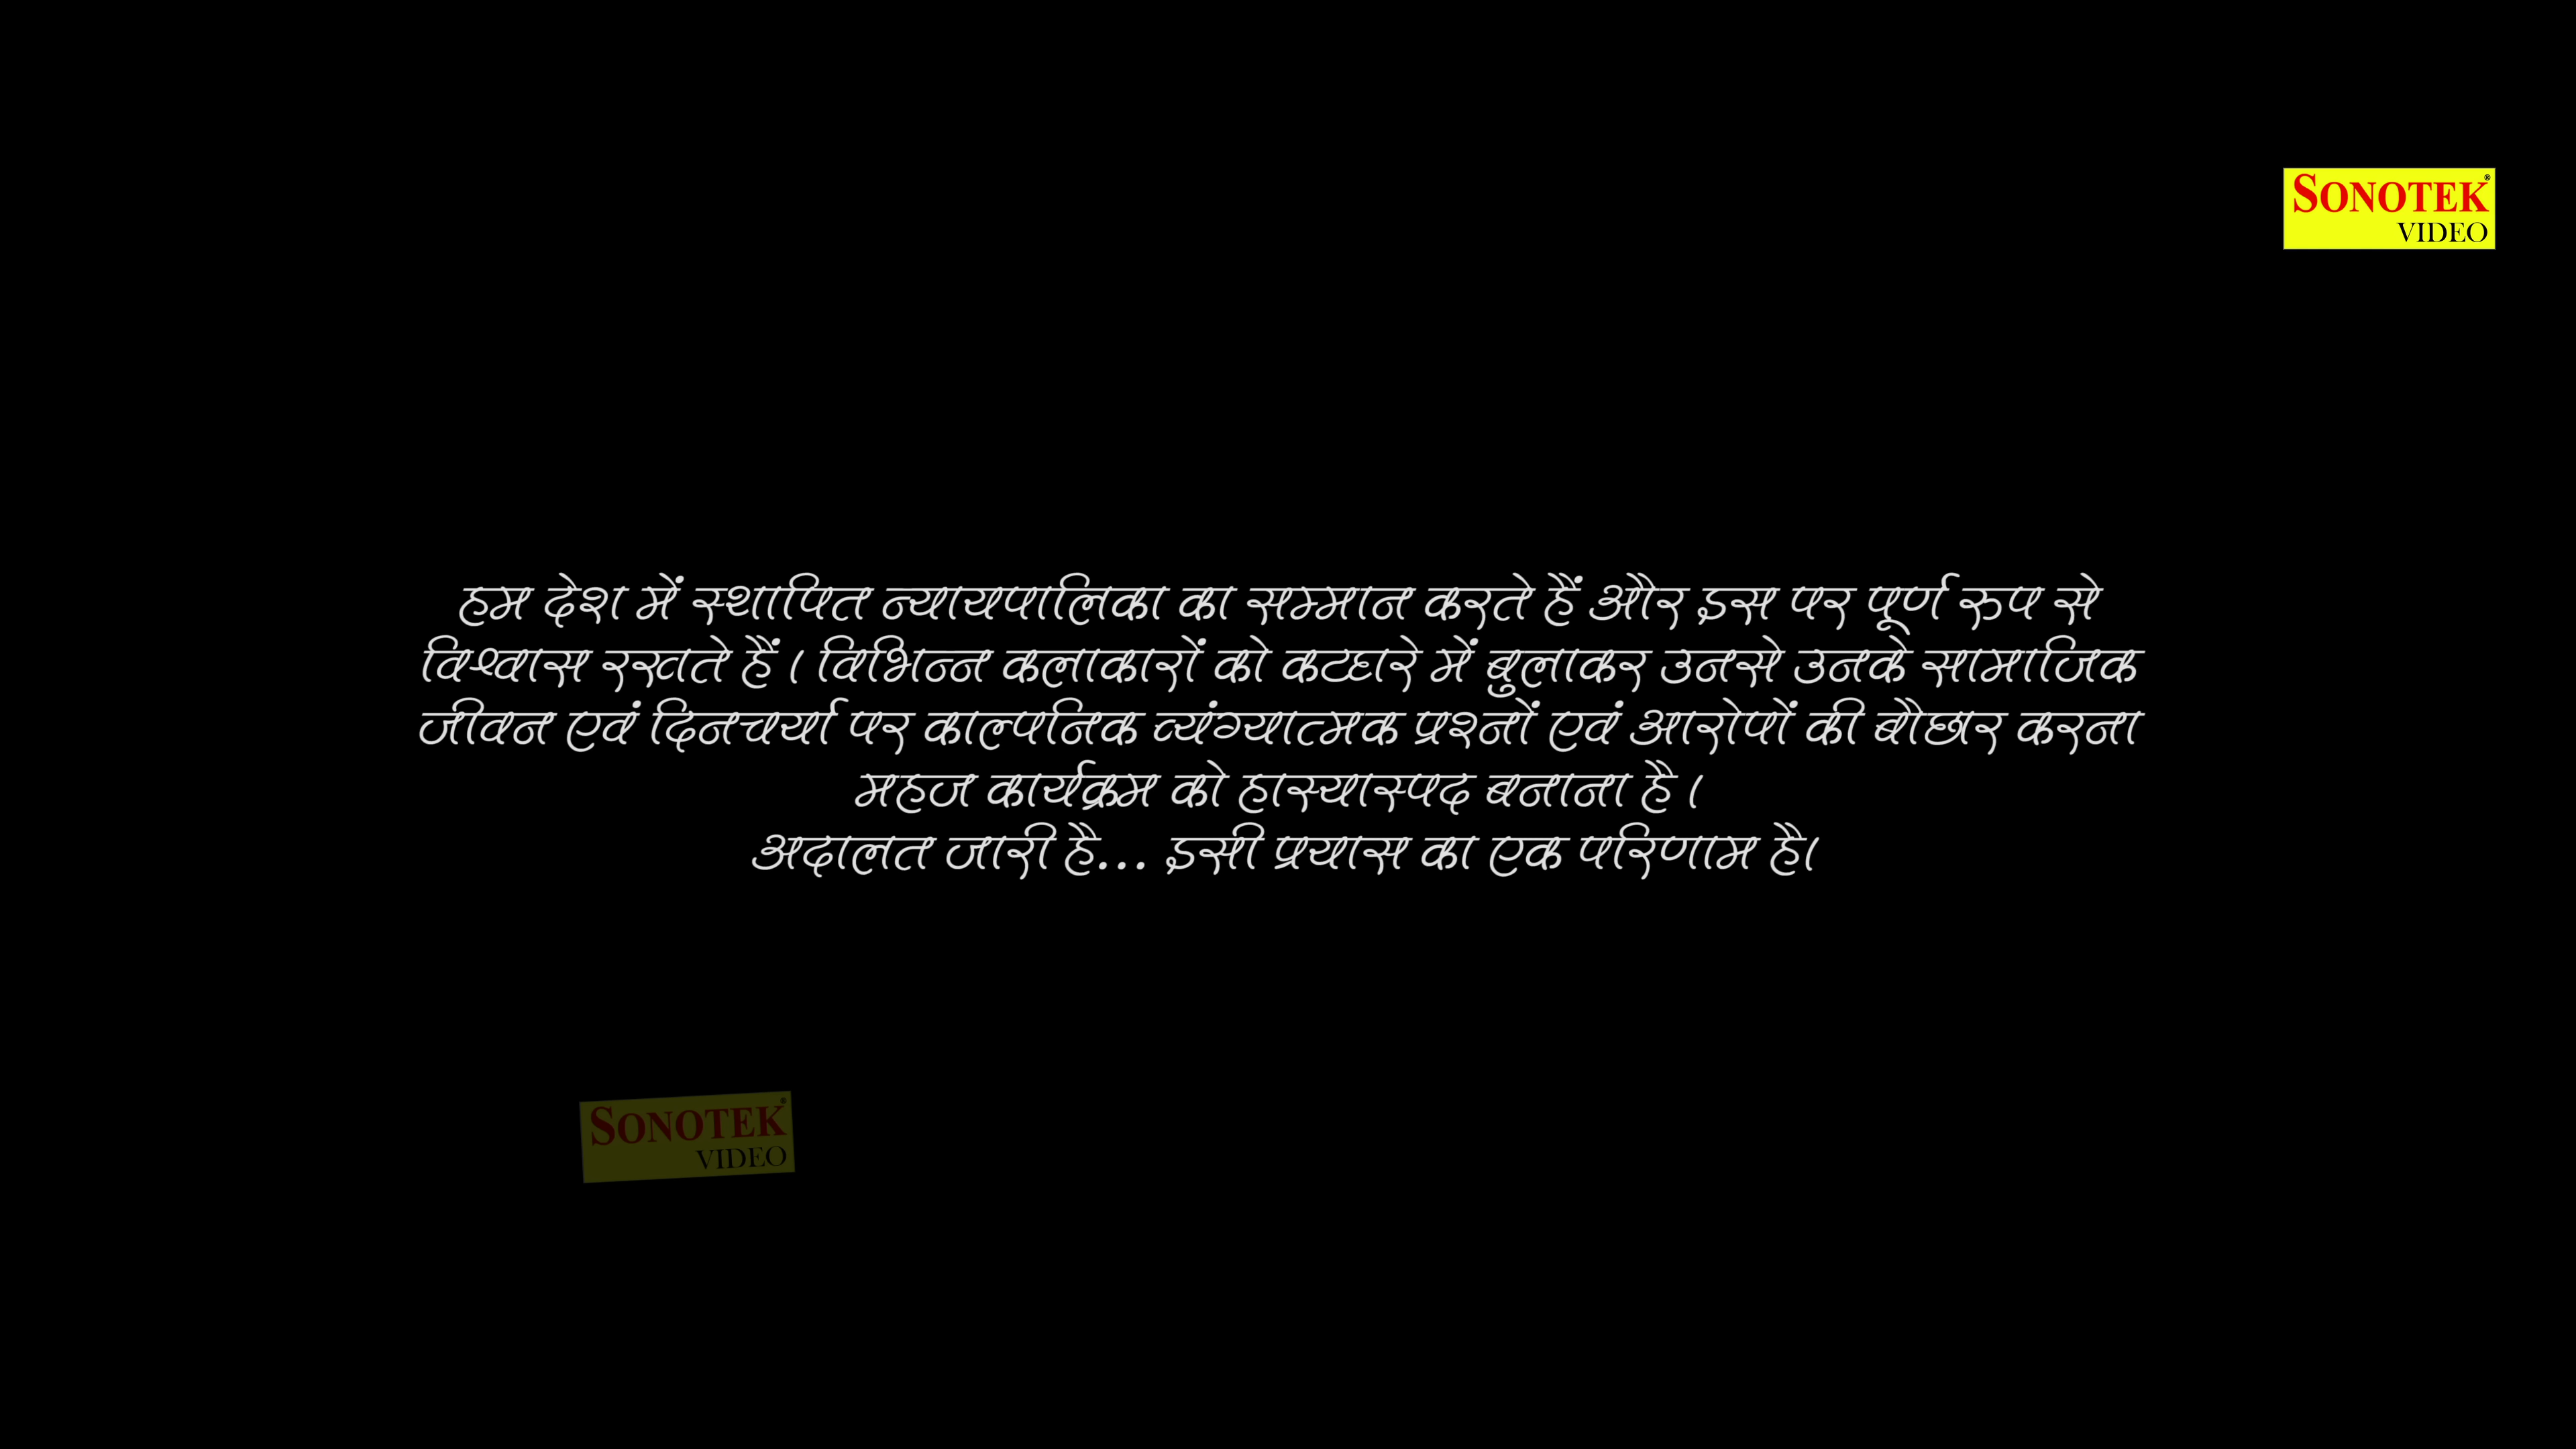 SONOTEK®
VIDEO
हम देश में स्थापित न्यायपालिका का सम्मान करते हैं और इस पर पूर्ण रुप से
विश्वास रखते हैं । विभिन्न कलाकारों को कटघरे में बुलाकर उनसे उनके सामाजिक
जीवन एवं दिनचर्या पर काल्पनिक व्यंग्यात्मक प्रश्नों एवं आरोपों की बौछार करना
महज कार्यक्रम को हास्यास्पद बनाना है ।
अदालत जारी है... इसी प्रयास का एक परिणाम है।
SONOTEK®
VIDEO